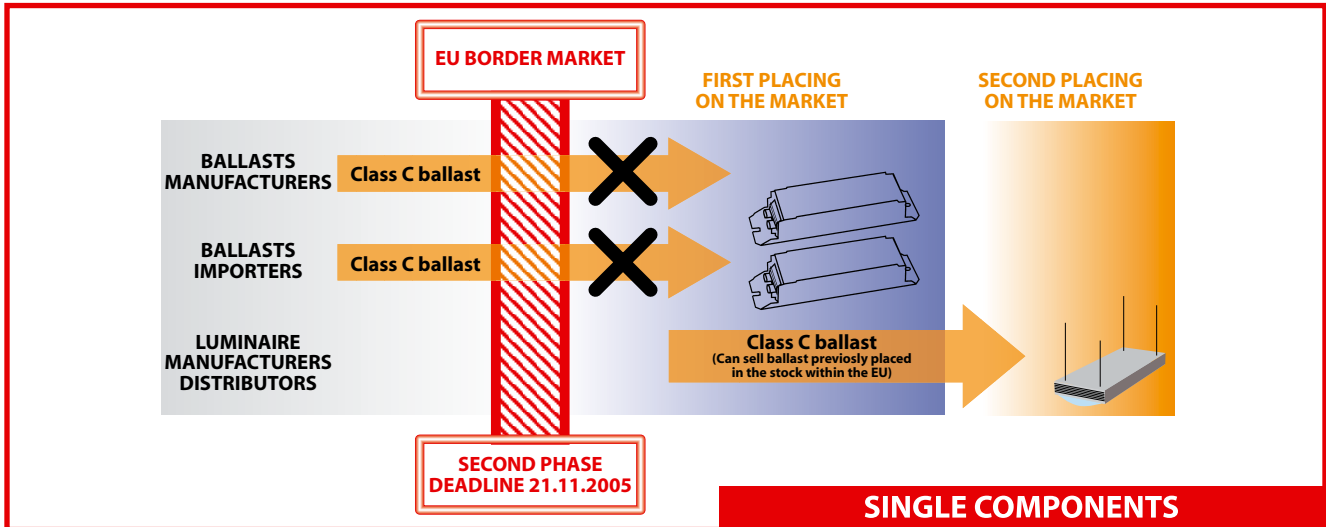 EU BORDER MARKET
FIRST PLACING
ON THE MARKET
SECOND PLACING
ON THE MARKET
BALLASTS
MANUFACTURERS
Class C ballast
BALLASTS
IMPORTERS
Class C ballast
LUMINAIRE
MANUFACTURERS
DISTRIBUTORS
Class C ballast
(Can sell ballast previosly placed
in the stock within the EU)
SECOND PHASE
DEADLINE 21.11.2005
SINGLE COMPONENTS